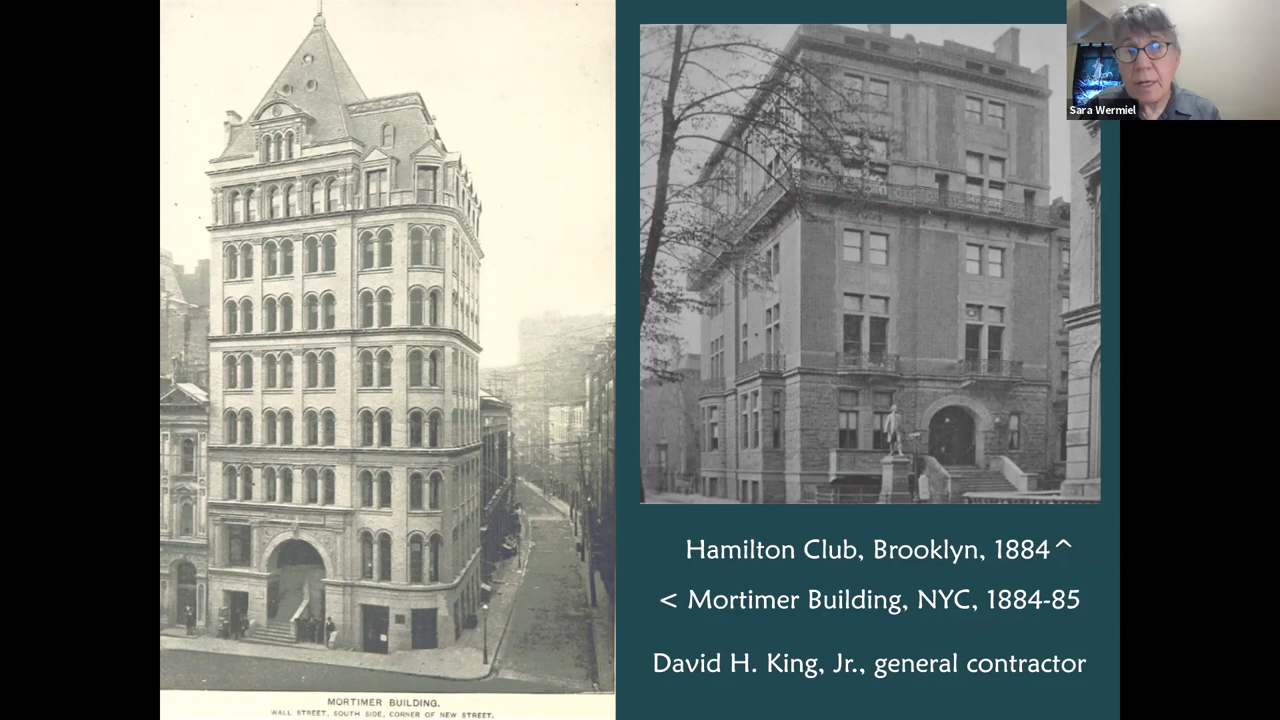 Sara Wermiel
Hamilton Club, Brooklyn, 1884^
< Mortimer Building, NYC, 1884-85
David H. King, Jr., general contractor
MORTIMER BUILDING.
WALL STREET, SOUTH SIDE, CORNER OF NEW STREET.